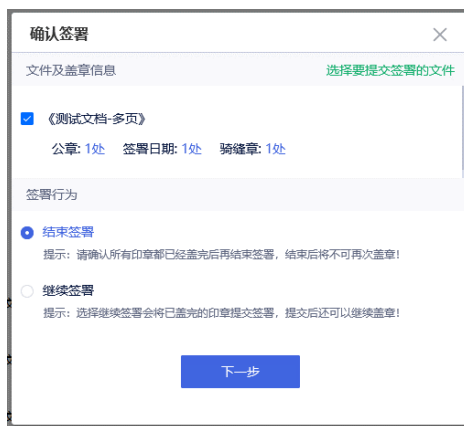 确认签署
文件及盖章信息 选择要提交签署的文件
《测试文档-多页》
公章: 1处 签署日期: 1处 骑缝章: 1处
签署行为
结束签署
提示：请确认所有印章都已经盖完后再结束签署，结束后将不可再次盖章!
继续签署
提示：选择继续签署会将已盖完的印章提交签署，提交后还可以继续盖章!
下一步